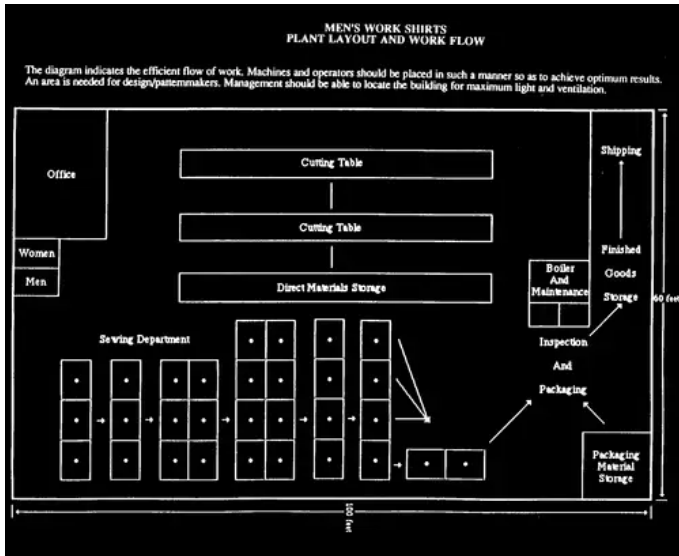 MEN'S WORK SHIRTS
PLANT LAYOUT AND WORK FLOW
The diagram indicates the efficient flow of work. Machines and operators should be placed in such a manner so as to achieve optimum results.
An area is needed for design/patternmakers. Management should be able to locate the building for maximum light and ventilation.
Office
Cutting Table
Shipping
Cutting Table
Women
Men
Direct Materials Storage
Boiler
And
Maintenance
Finished
Goods
Storage
60 feet
Sewing Department
Inspection
And
Packaging
Packaging
Material
Storage
100 feet